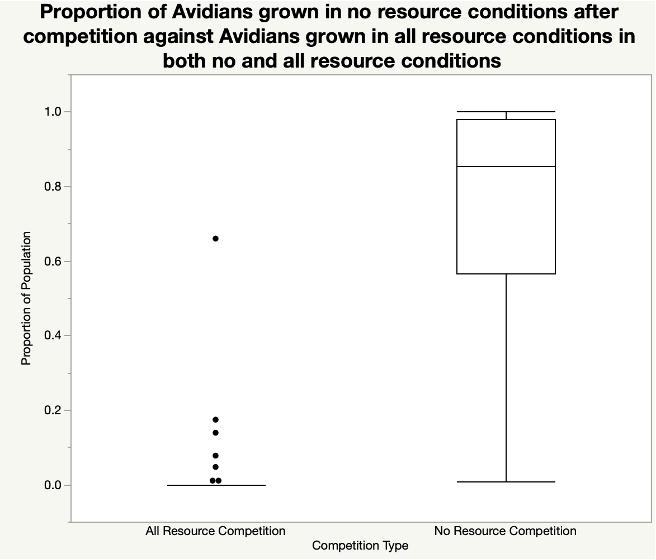 Proportion of Avidians grown in no resource conditions after
competition against Avidians grown in all resource conditions in
both no and all resource conditions
1.0
0.8
0.6
0.4
0.2
0.0
Proportion of Population
All Resource Competition
No Resource Competition
Competition Type